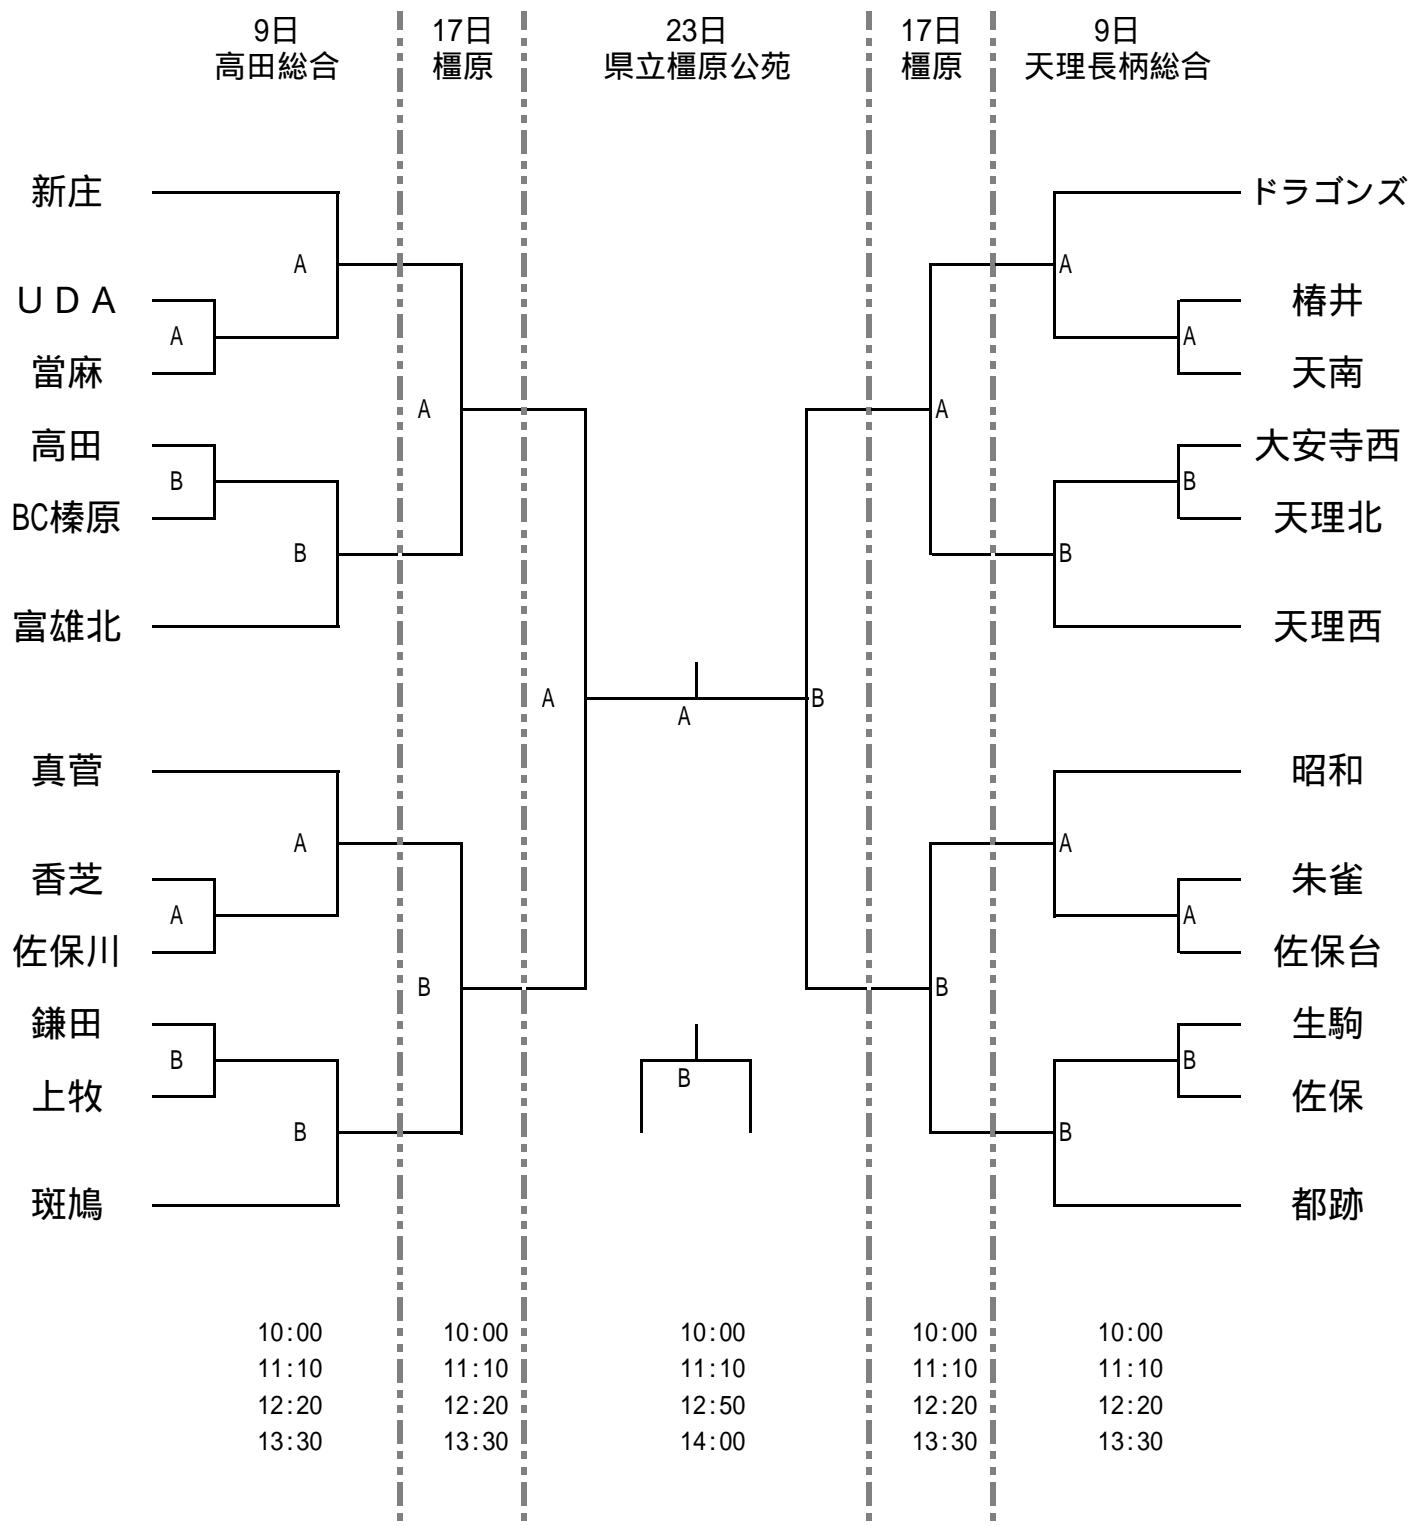 9日 17日 23日 17日 9日
高田総合 橿原 県立橿原公苑 橿原 天理長柄総合
新庄 ドラゴンズ
A A
ＵＤＡ 椿井
A A
當麻 天南
A A
高田 大安寺西
B B
BC榛原 天理北
B B
富雄北 天理西
A A B
真菅 昭和
A A
香芝 朱雀
A A
佐保川 佐保台
B B
鎌田 生駒
B B B
上牧 佐保
B B
斑鳩 都跡
10:00 10:00 10:00 10:00 10:00
11:10 11:10 11:10 11:10 11:10
12:20 12:20 12:50 12:20 12:20
13:30 13:30 14:00 13:30 13:30